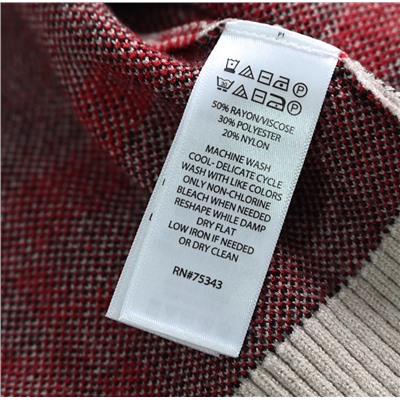 50% RAYON/VISCOSE
30% POLYESTER
20% NYLON
MACHINE WASH
COOL- DELICATE CYCLE
WASH WITH LIKE COLORS
ONLY NON-CHLORINE
BLEACH WHEN NEEDED
RESHAPE WHILE DAMP
DRY FLAT
LOW IRON IF NEEDED
OR DRY CLEAN
RN#75343